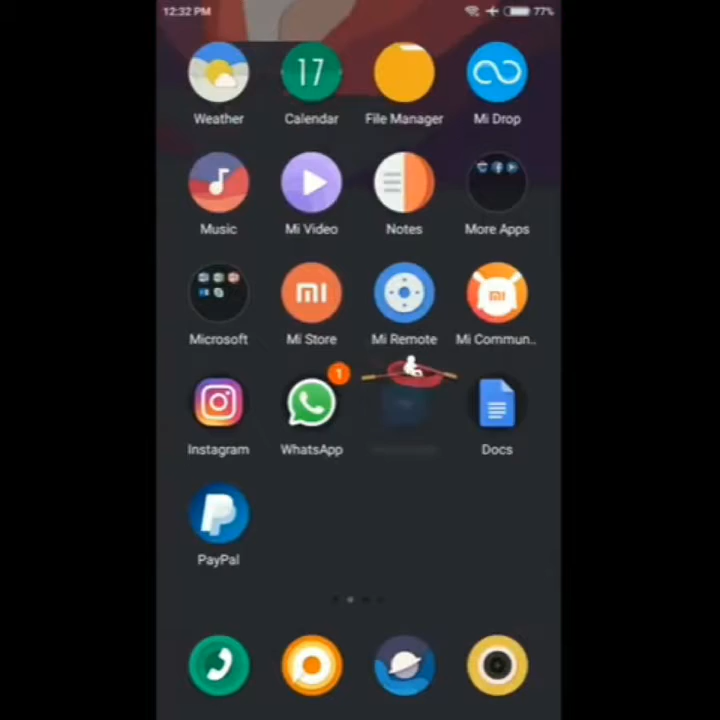 12:32 PM 77%
17
Weather Calendar File Manager Mi Drop
Music Mi Video Notes More Apps
mi mi
Microsoft Mi Store Mi Remote Mi Commun..
1
Instagram WhatsApp Docs
PayPal